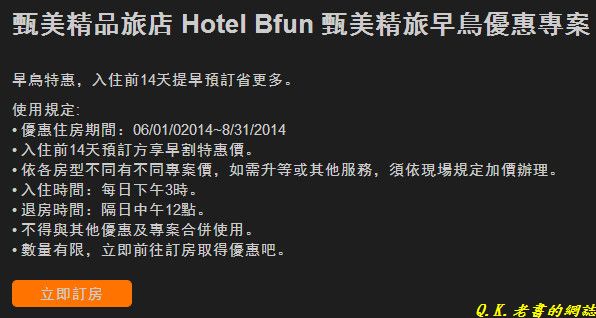 甄美精品旅店 Hotel Bfun 甄美精旅早鳥優惠專案
早鳥特惠，入住前14天提早預訂省更多。
使用規定:
• 優惠住房期間：06/01/02014~8/31/2014
• 入住前14天預訂方享早割特惠價。
• 依各房型不同有不同專案價，如需升等或其他服務，須依現場規定加價辦理。
• 入住時間：每日下午3時。
• 退房時間：隔日中午12點。
• 不得與其他優惠及專案合併使用。
• 數量有限，立即前往訂房取得優惠吧。
立即訂房
Q.K.老書的網誌